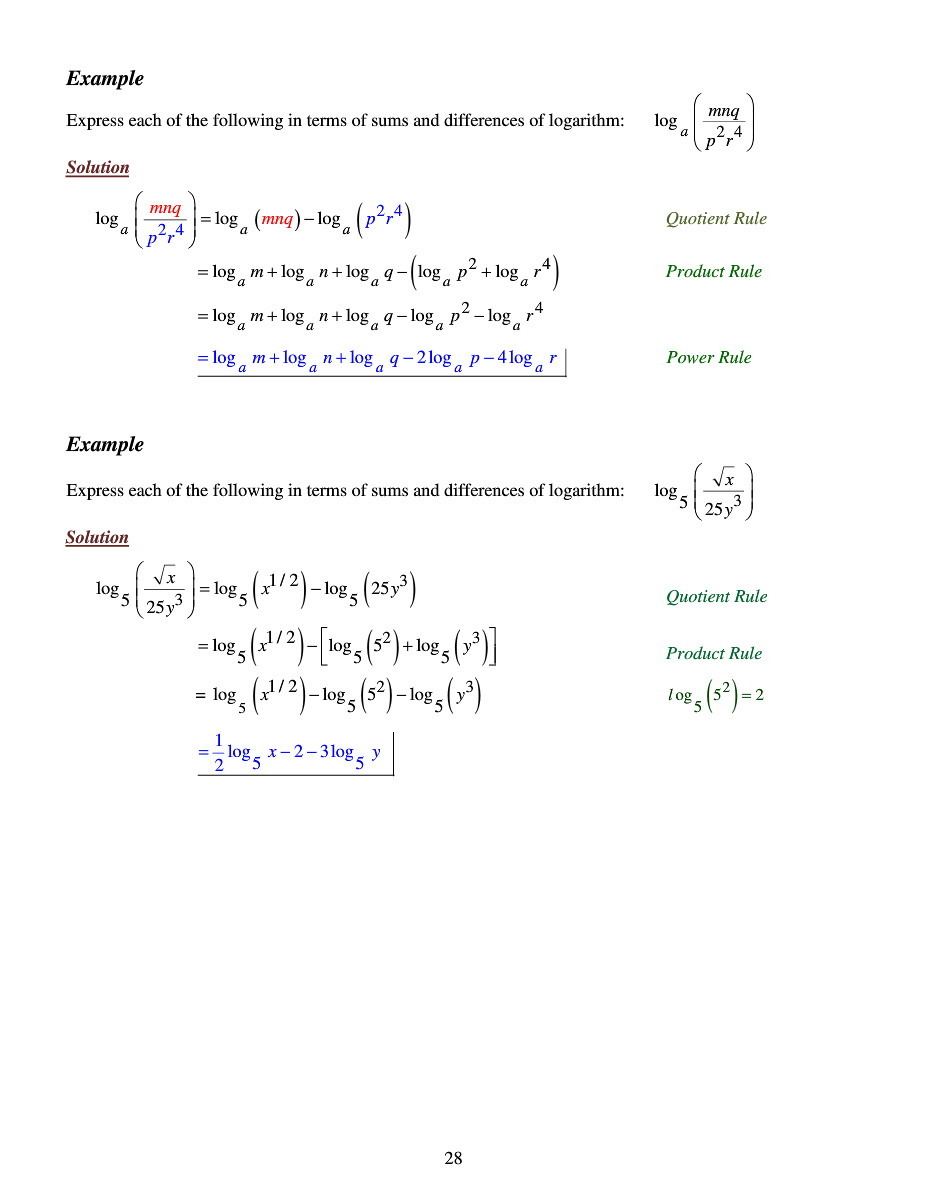 Example
Express each of the following in terms of sums and differences of logarithm: $\log_a\left(\frac{mnq}{p^2r^4}\right)$
Solution
$\log_a\left(\frac{mnq}{p^2r^4}\right) = \log_a(mnq) - \log_a\left(p^2r^4\right)$ Quotient Rule
$= \log_a m + \log_a n + \log_a q - \left(\log_a p^2 + \log_a r^4\right)$ Product Rule
$= \log_a m + \log_a n + \log_a q - \log_a p^2 - \log_a r^4$
$= \log_a m + \log_a n + \log_a q - 2\log_a p - 4\log_a r$ Power Rule
Example
Express each of the following in terms of sums and differences of logarithm: $\log_5\left(\frac{\sqrt{x}}{25y^3}\right)$
Solution
$\log_5\left(\frac{\sqrt{x}}{25y^3}\right) = \log_5\left(x^{1/2}\right) - \log_5\left(25y^3\right)$ Quotient Rule
$= \log_5\left(x^{1/2}\right) - \left[\log_5\left(5^2\right) + \log_5\left(y^3\right)\right]$ Product Rule
$= \log_5\left(x^{1/2}\right) - \log_5\left(5^2\right) - \log_5\left(y^3\right)$ $\log_5\left(5^2\right) = 2$
$= \frac{1}{2}\log_5 x - 2 - 3\log_5 y$
28